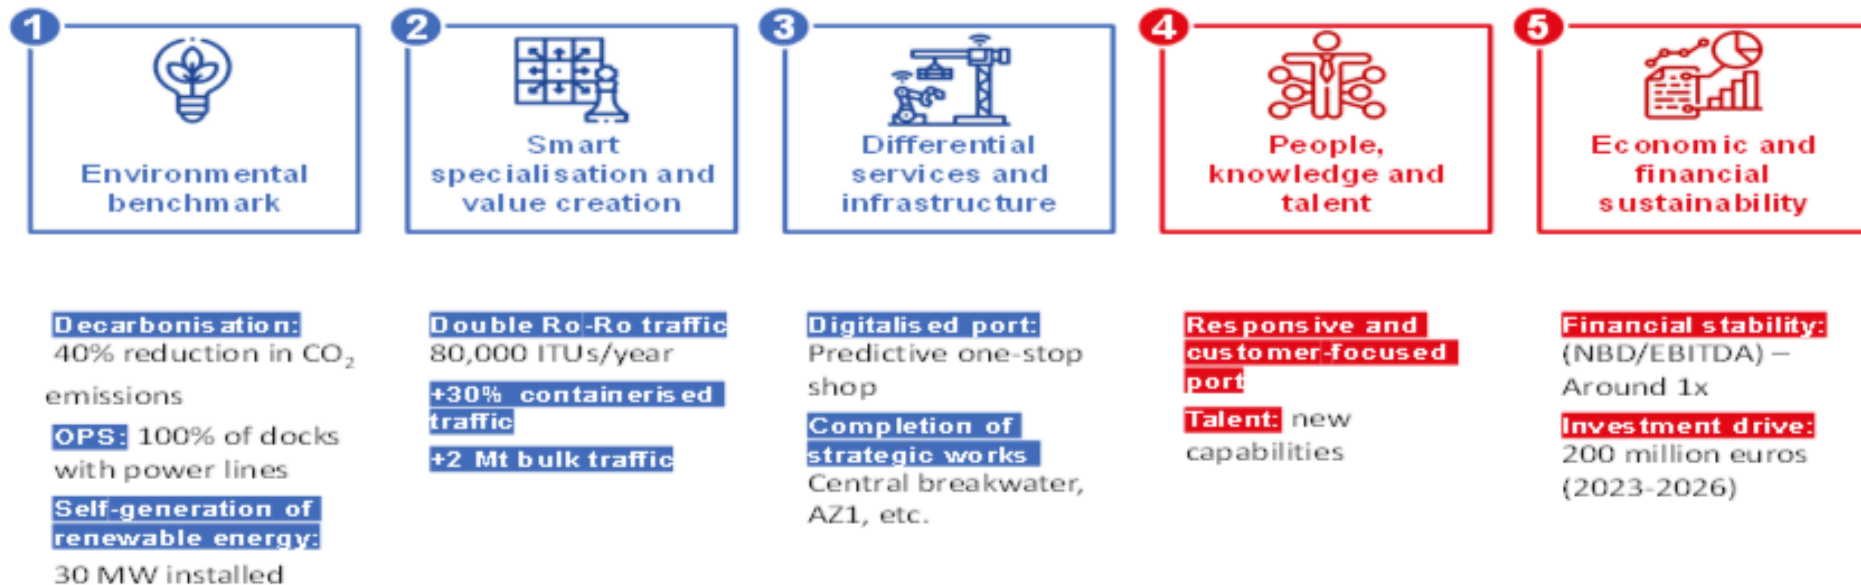 1
Environmental
benchmark
Decarbonisation:
40% reduction in CO₂
emissions
OPS: 100% of docks
with power lines
Self-generation of
renewable energy:
30 MW installed
2
Smart
specialisation and
value creation
Double Ro-Ro traffic
80,000 ITUs/year
+30% containerised
traffic
+2 Mt bulk traffic
3
Differential
services and
infrastructure
Digitalised port:
Predictive one-stop
shop
Completion of
strategic works
Central breakwater,
AZ1, etc.
4
People,
knowledge and
talent
Responsive and
customer-focused
port
Talent: new
capabilities
5
Economic and
financial
sustainability
Financial stability:
(NBD/EBITDA) –
Around 1x
Investment drive:
200 million euros
(2023-2026)